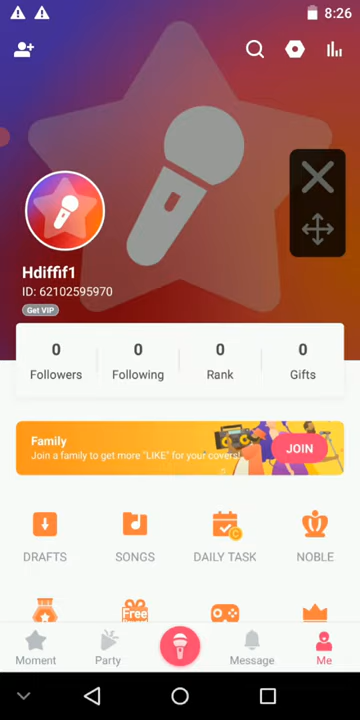 8:26
Hdiffif1
ID: 62102595970
Get VIP
0 0 0 0
Followers Following Rank Gifts
Family
Join a family to get more "LIKE" for your covers!
JOIN
DRAFTS SONGS DAILY TASK NOBLE
Free
Moment Party Message Me